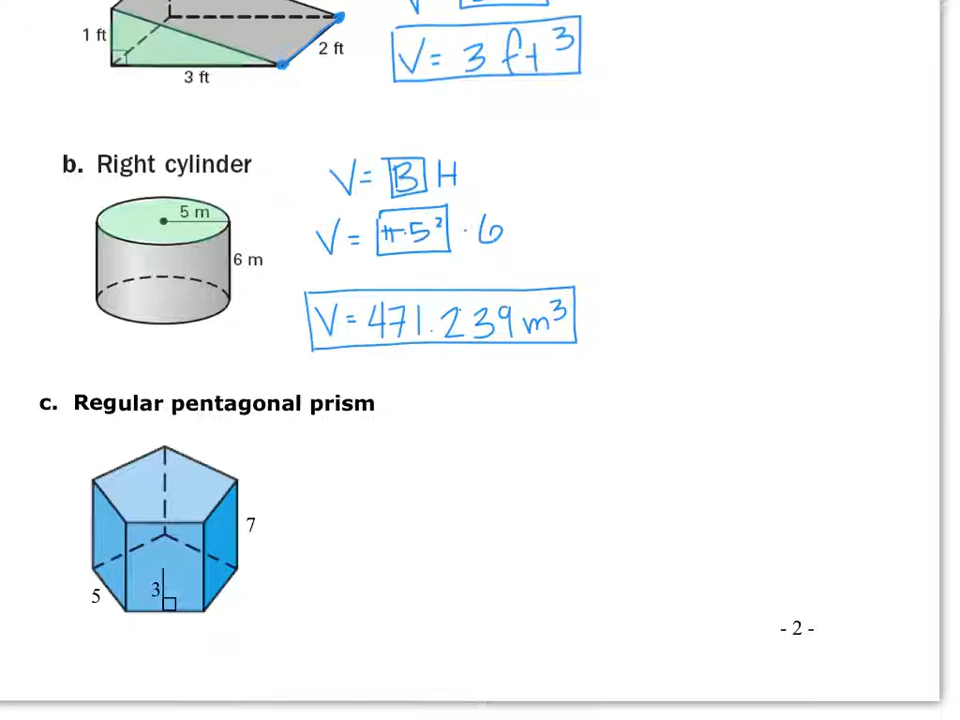 1 ft
2 ft
3 ft
V = 3 ft³
b. Right cylinder
V = B H
5 m
V = π·5² · 6
6 m
V = 471.239 m³
c. Regular pentagonal prism
7
3
5
- 2 -